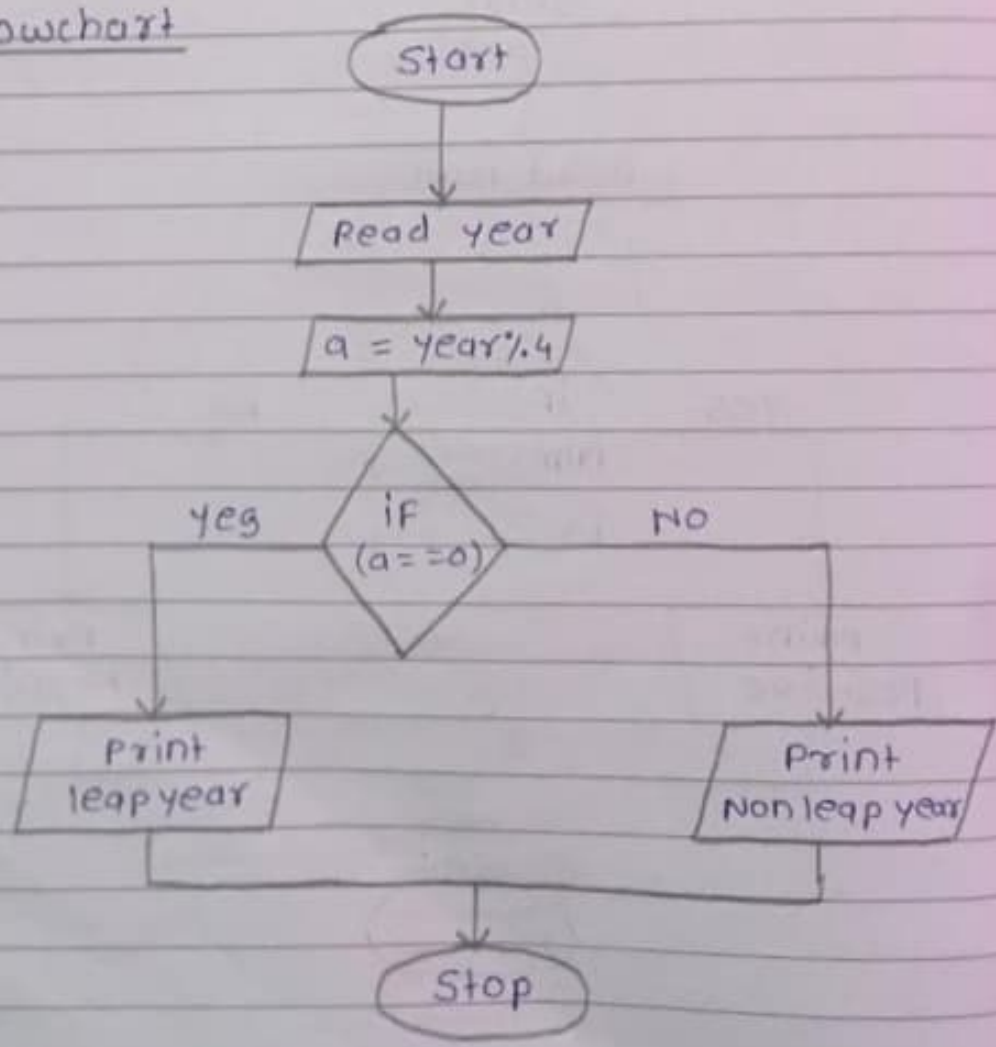 owchart
Start
Read year
a = year%4
if
(a==0)
yes
NO
Print
leap year
Print
Non leap year
Stop